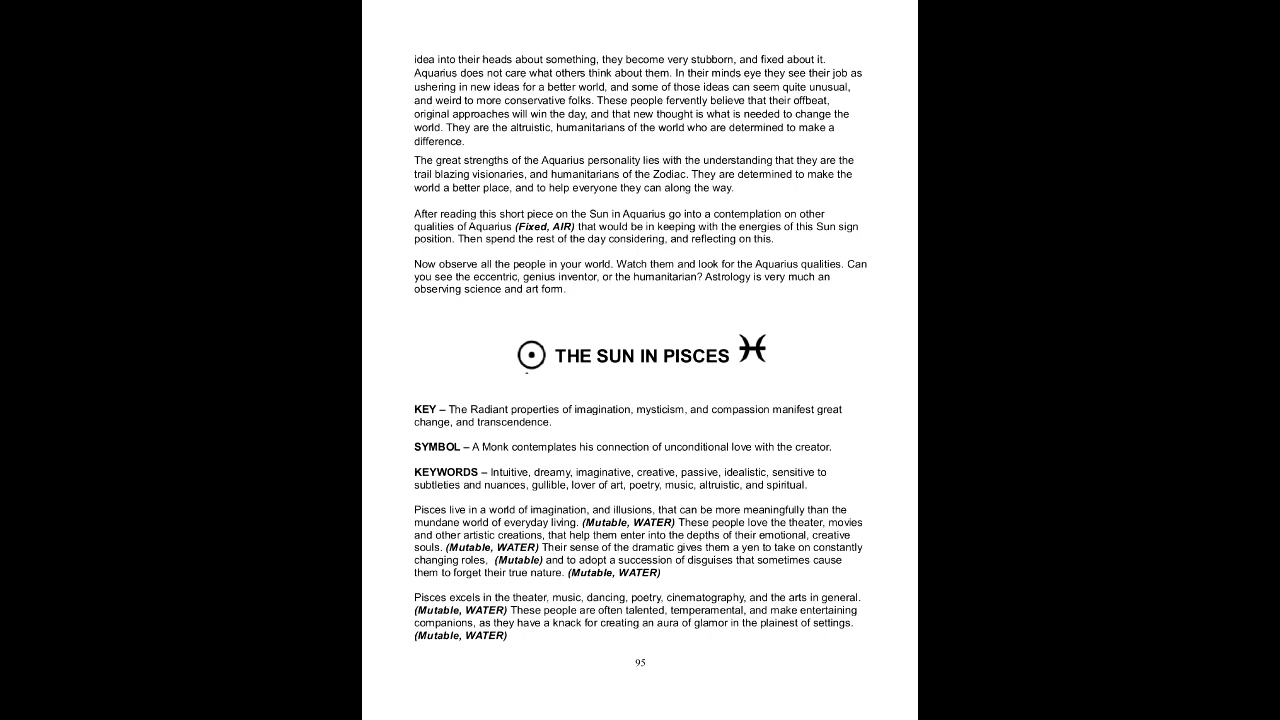 idea into their heads about something, they become very stubborn, and fixed about it.
Aquarius does not care what others think about them. In their minds eye they see their job as
ushering in new ideas for a better world, and some of those ideas can seem quite unusual,
and weird to more conservative folks. These people fervently believe that their offbeat,
original approaches will win the day, and that new thought is what is needed to change the
world. They are the altruistic, humanitarians of the world who are determined to make a
difference.
The great strengths of the Aquarius personality lies with the understanding that they are the
trail blazing visionaries, and humanitarians of the Zodiac. They are determined to make the
world a better place, and to help everyone they can along the way.
After reading this short piece on the Sun in Aquarius go into a contemplation on other
qualities of Aquarius (Fixed, AIR) that would be in keeping with the energies of this Sun sign
position. Then spend the rest of the day considering, and reflecting on this.
Now observe all the people in your world. Watch them and look for the Aquarius qualities. Can
you see the eccentric, genius inventor, or the humanitarian? Astrology is very much an
observing science and art form.
☉ THE SUN IN PISCES ♓
KEY – The Radiant properties of imagination, mysticism, and compassion manifest great
change, and transcendence.
SYMBOL – A Monk contemplates his connection of unconditional love with the creator.
KEYWORDS – Intuitive, dreamy, imaginative, creative, passive, idealistic, sensitive to
subtleties and nuances, gullible, lover of art, poetry, music, altruistic, and spiritual.
Pisces live in a world of imagination, and illusions, that can be more meaningfully than the
mundane world of everyday living. (Mutable, WATER) These people love the theater, movies
and other artistic creations, that help them enter into the depths of their emotional, creative
souls. (Mutable, WATER) Their sense of the dramatic gives them a yen to take on constantly
changing roles, (Mutable) and to adopt a succession of disguises that sometimes cause
them to forget their true nature. (Mutable, WATER)
Pisces excels in the theater, music, dancing, poetry, cinematography, and the arts in general.
(Mutable, WATER) These people are often talented, temperamental, and make entertaining
companions, as they have a knack for creating an aura of glamor in the plainest of settings.
(Mutable, WATER)
95